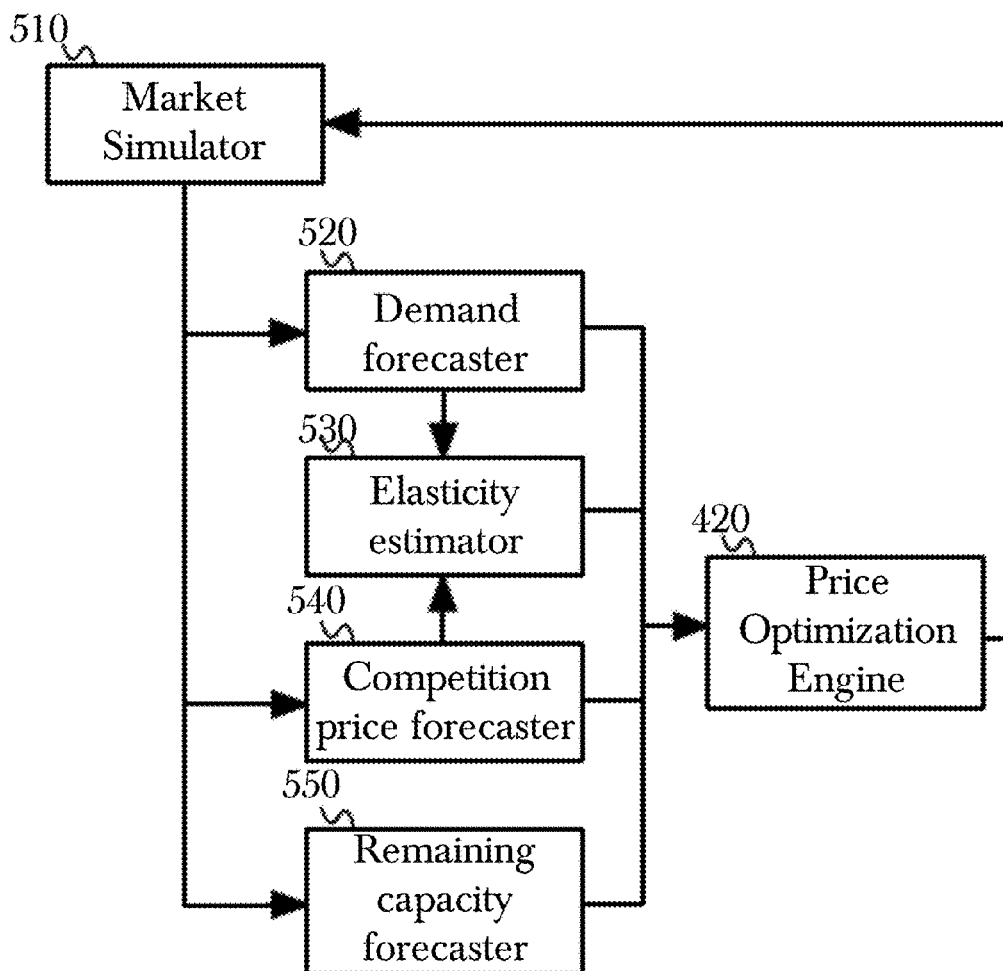 510
Market
Simulator
520
Demand
forecaster
530
Elasticity
estimator
420
Price
Optimization
Engine
540
Competition
price forecaster
550
Remaining
capacity
forecaster